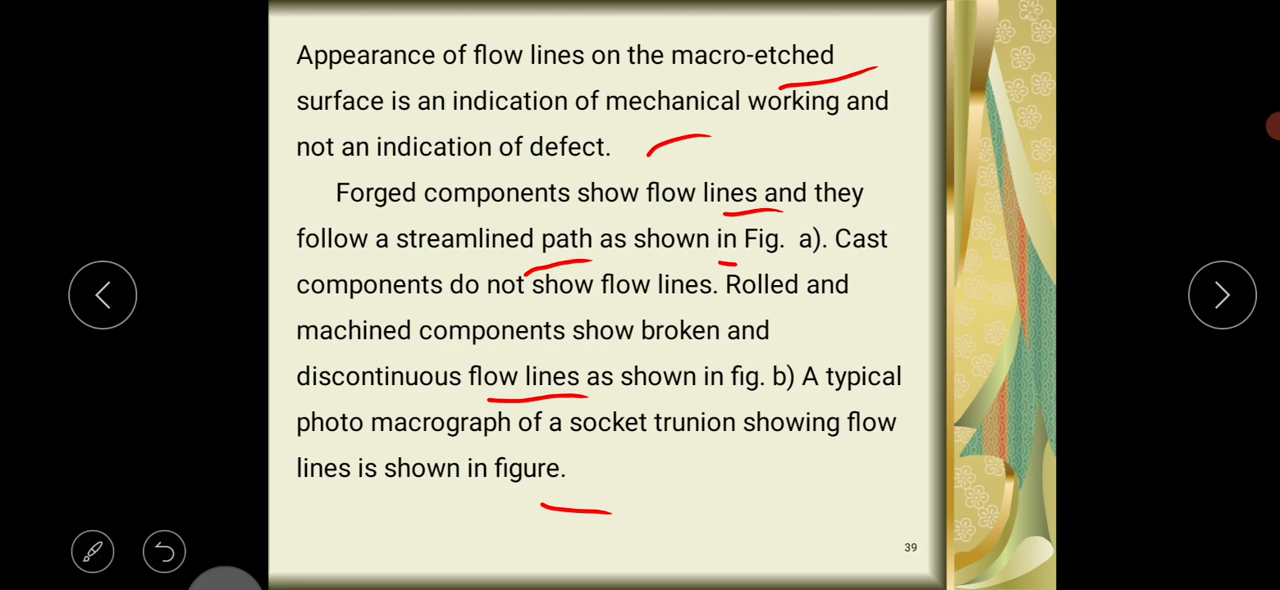 Appearance of flow lines on the macro-etched
surface is an indication of mechanical working and
not an indication of defect.
Forged components show flow lines and they
follow a streamlined path as shown in Fig. a). Cast
components do not show flow lines. Rolled and
machined components show broken and
discontinuous flow lines as shown in fig. b) A typical
photo macrograph of a socket trunion showing flow
lines is shown in figure.
39